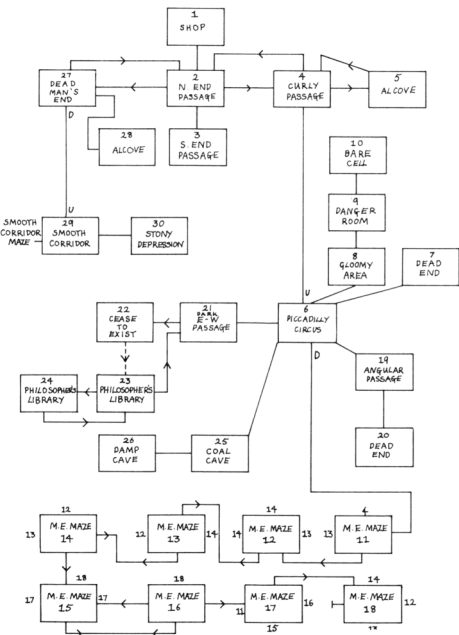 1
SHOP
27
DEAD
MAN'S
END
2
N. END
PASSAGE
4
CURLY
PASSAGE
5
ALCOVE
D
28
ALCOVE
3
S. END
PASSAGE
10
BARE
CELL
9
DANGER
ROOM
U
SMOOTH
CORRIDOR
MAZE
29
SMOOTH
CORRIDOR
30
STONY
DEPRESSION
8
GLOOMY
AREA
7
DEAD
END
U
22
CEASE
TO
EXIST
21
DARK
E-W
PASSAGE
6
PICCADILLY
CIRCUS
D
19
ANGULAR
PASSAGE
24
PHILOSOPHER'S
LIBRARY
23
PHILOSOPHER'S
LIBRARY
26
DAMP
CAVE
25
COAL
CAVE
20
DEAD
END
12
13
M.E. MAZE
14
12
M.E. MAZE
13
14
14
14
M.E. MAZE
12
13
4
13
M.E. MAZE
11
18
17
M.E. MAZE
15
17
18
M.E. MAZE
16
11
M.E. MAZE
17
16
15
14
M.E. MAZE
18
12